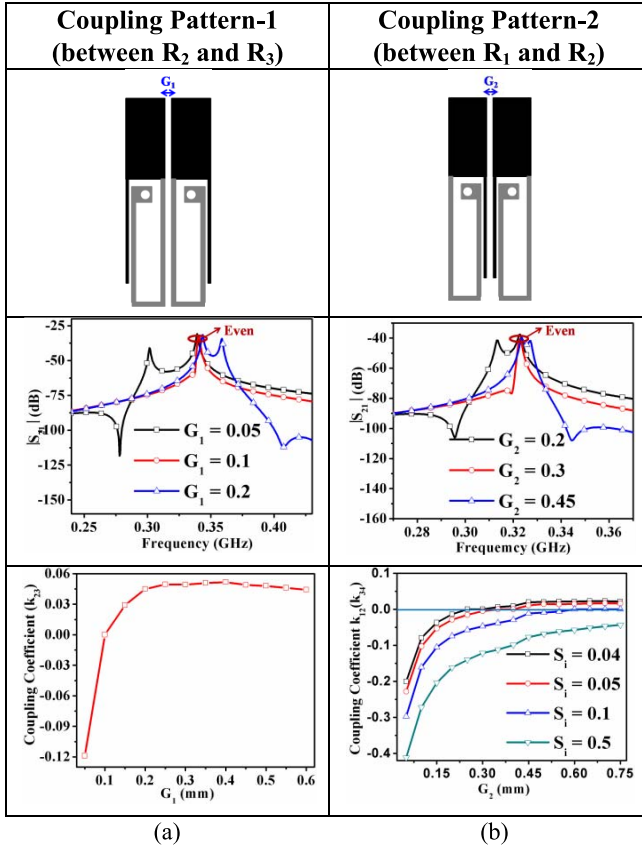 Coupling Pattern-1
(between R₂ and R₃)
Coupling Pattern-2
(between R₁ and R₂)
G₁
G₂
-25
-50
-75
-100
-125
-150
|S₂₁| (dB)
Even
G₁ = 0.05
G₁ = 0.1
G₁ = 0.2
0.25 0.30 0.35 0.40
Frequency (GHz)
-40
-60
-80
-100
-120
-140
-160
|S₂₁| (dB)
Even
G₂ = 0.2
G₂ = 0.3
G₂ = 0.45
0.28 0.30 0.32 0.34 0.36
Frequemcy (GHz)
0.06
0.03
0.00
-0.03
-0.06
-0.09
-0.12
Coupling Coefficient (k₂₃)
0.1 0.2 0.3 0.4 0.5 0.6
G₁ (mm)
0.1
0.0
-0.1
-0.2
-0.3
-0.4
Coupling Coefficient k₁₂(k₃₄)
Sᵢ = 0.04
Sᵢ = 0.05
Sᵢ = 0.1
Sᵢ = 0.5
0.15 0.30 0.45 0.60 0.75
G₂ (mm)
(a)
(b)